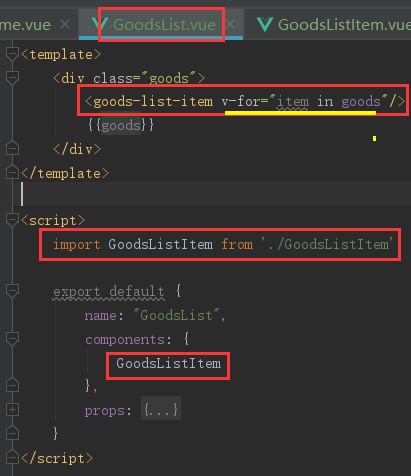 me.vue × GoodsList.vue × GoodsListItem.vue
<template>
<div class="goods">
<goods-list-item v-for="item in goods"/>
{{goods}}
</div>
</template>
<script>
import GoodsListItem from './GoodsListItem'
export default {
name: "GoodsList",
components: {
GoodsListItem
},
props: {...}
}
</script>